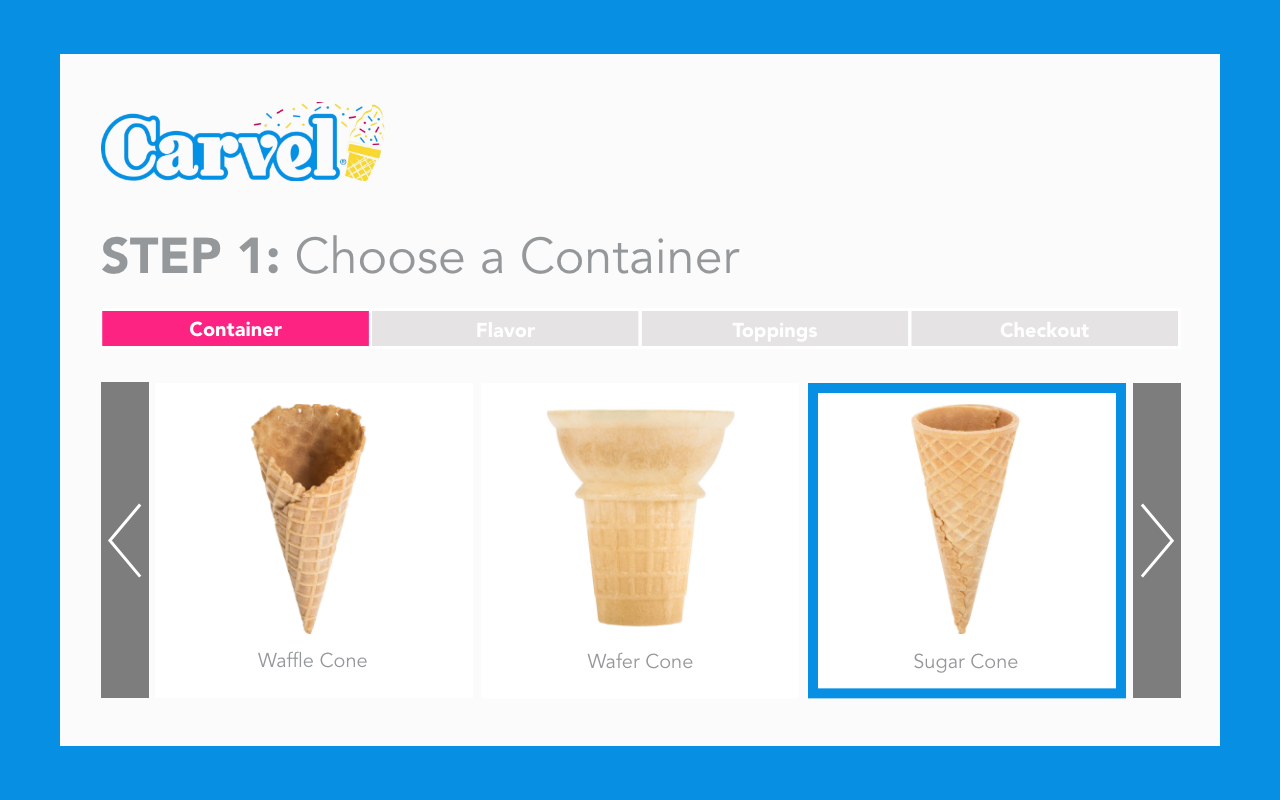 Carvel®
STEP 1: Choose a Container
Container Flavor Toppings Checkout
Waffle Cone Wafer Cone Sugar Cone